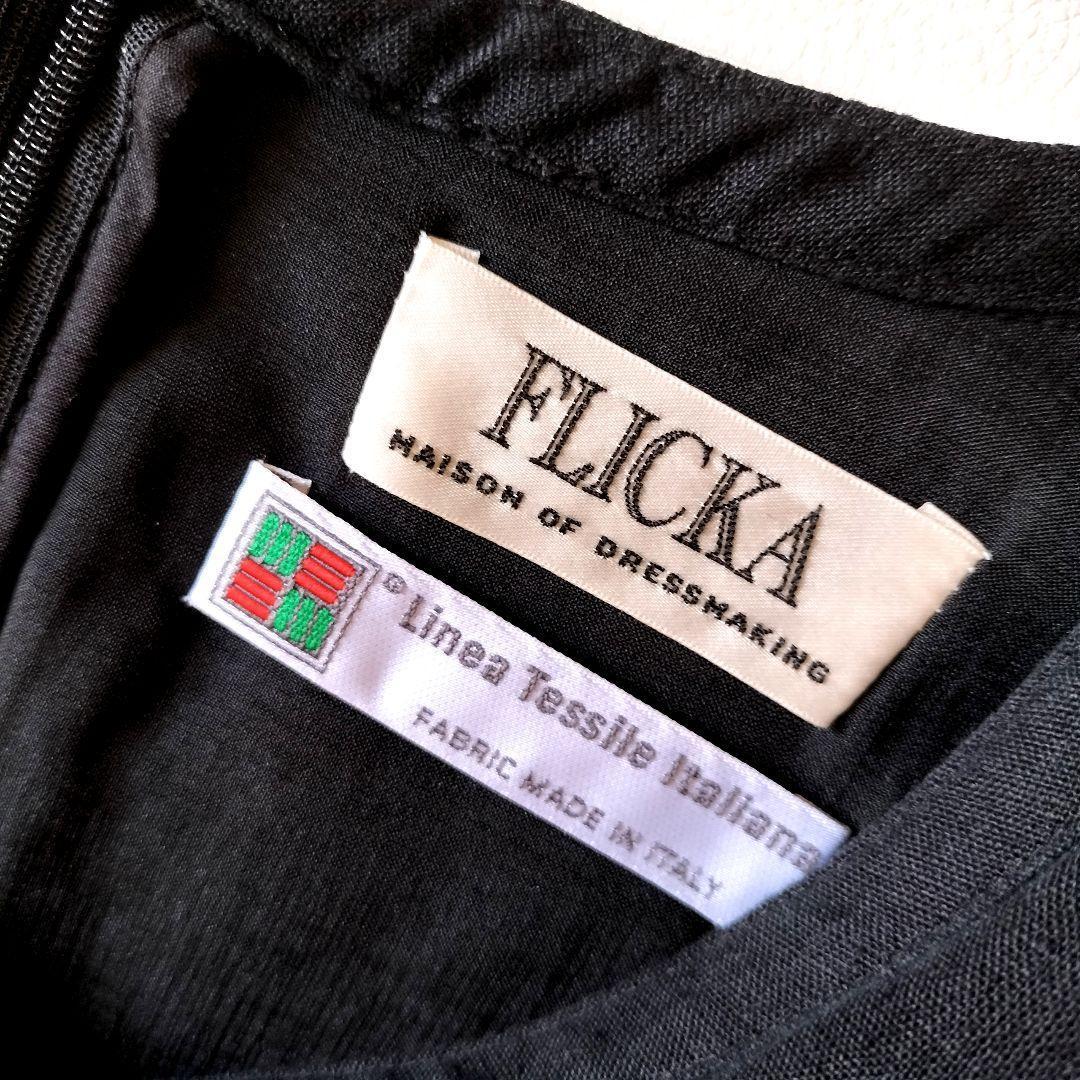 FLICKA
MAISON OF DRESSMAKING
® Linea Tessile Italiana
FABRIC MADE IN ITALY